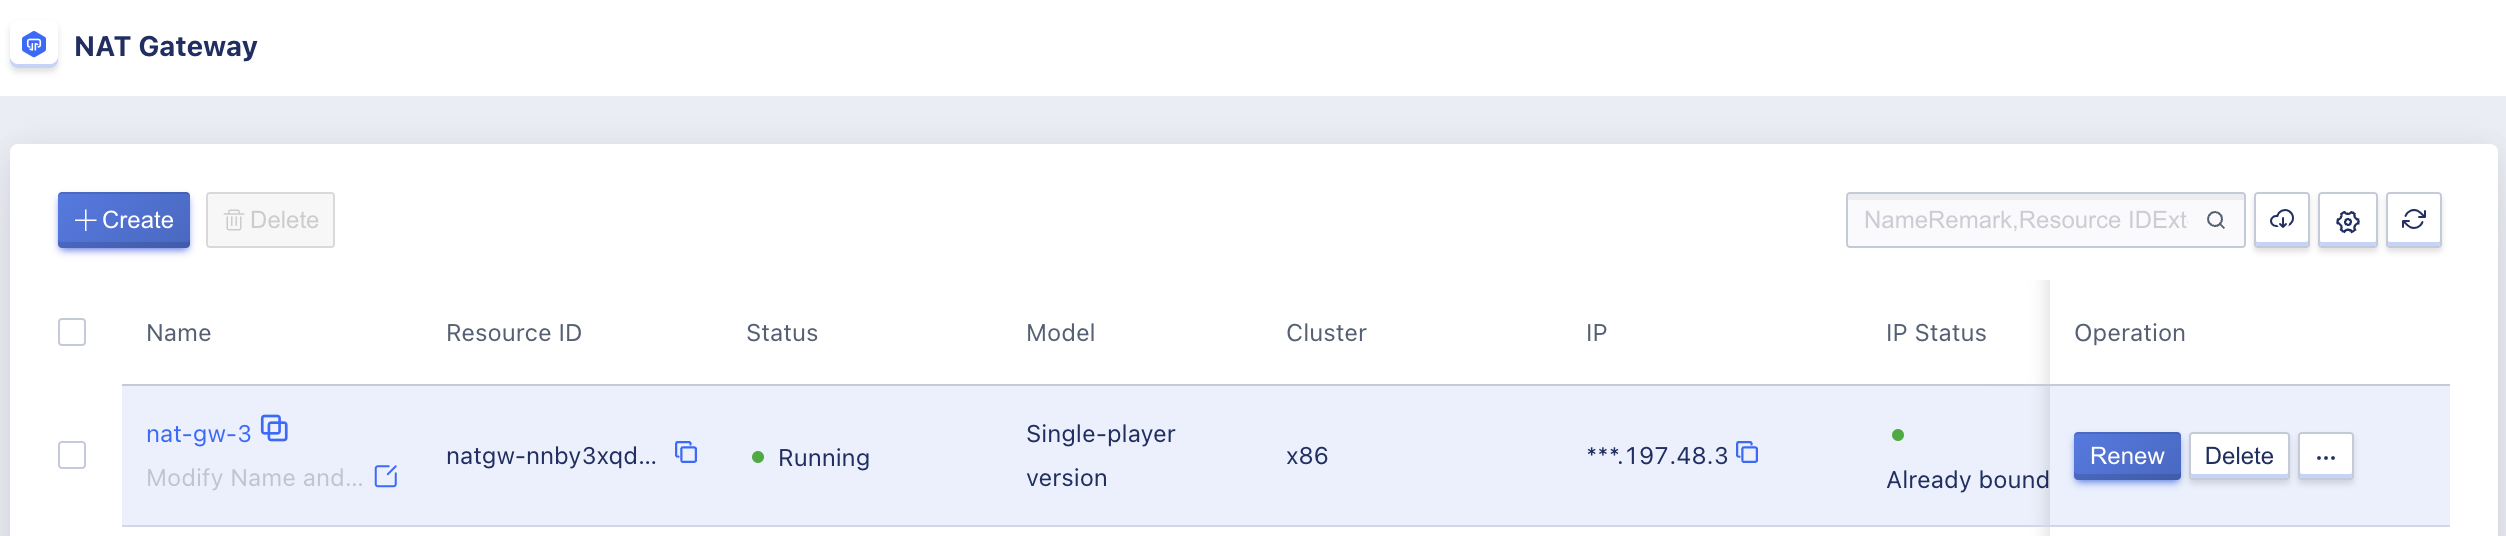 NAT Gateway
Create
Delete
NameRemark,Resource IDExt
Name
Resource ID
Status
Model
Cluster
IP
IP Status
Operation
nat-gw-3
Modify Name and...
natgw-nnby3xqd...
Running
Single-player
version
x86
***.197.48.3
Already bound
Renew
Delete
...